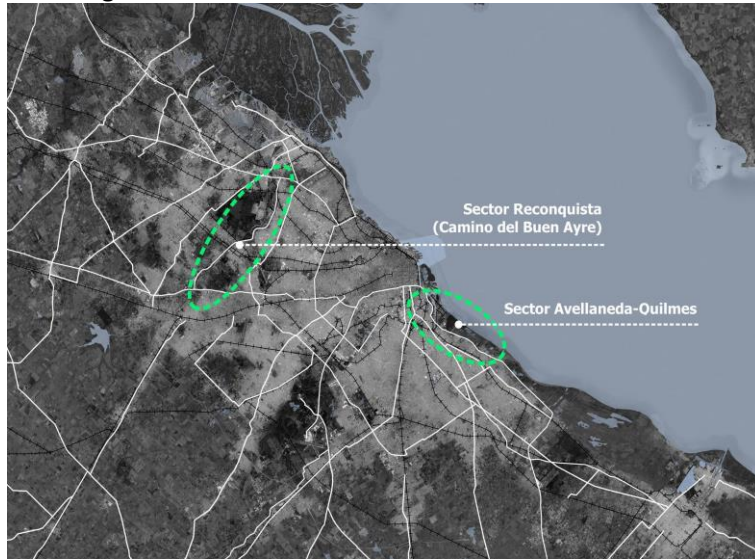 Sector Reconquista
(Camino del Buen Ayre)
Sector Avellaneda-Quilmes